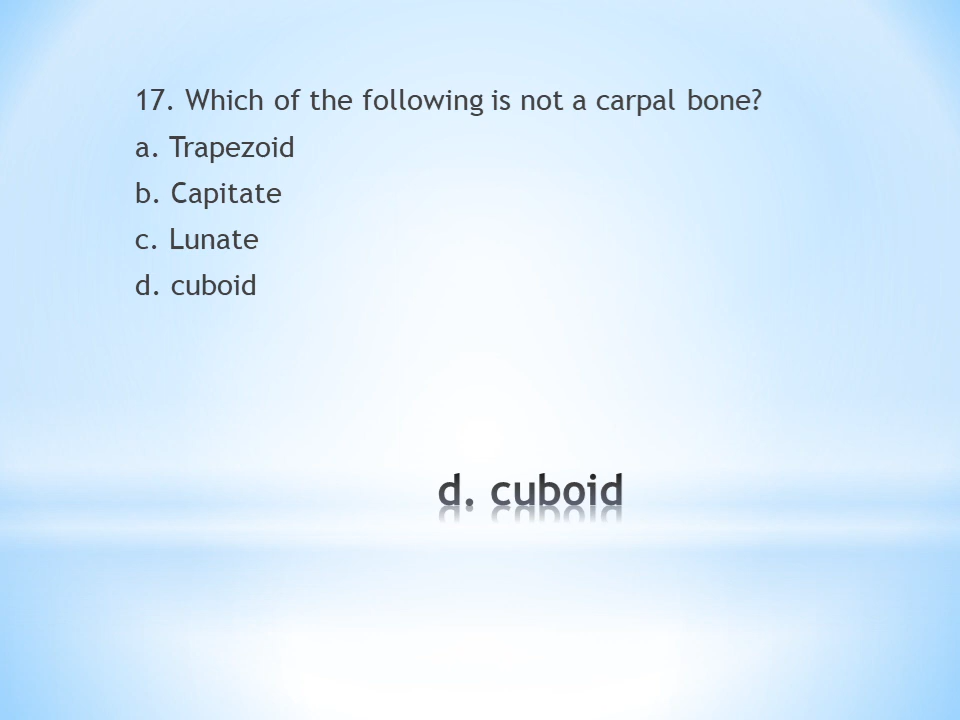 17. Which of the following is not a carpal bone?
a. Trapezoid
b. Capitate
c. Lunate
d. cuboid
d. cuboid